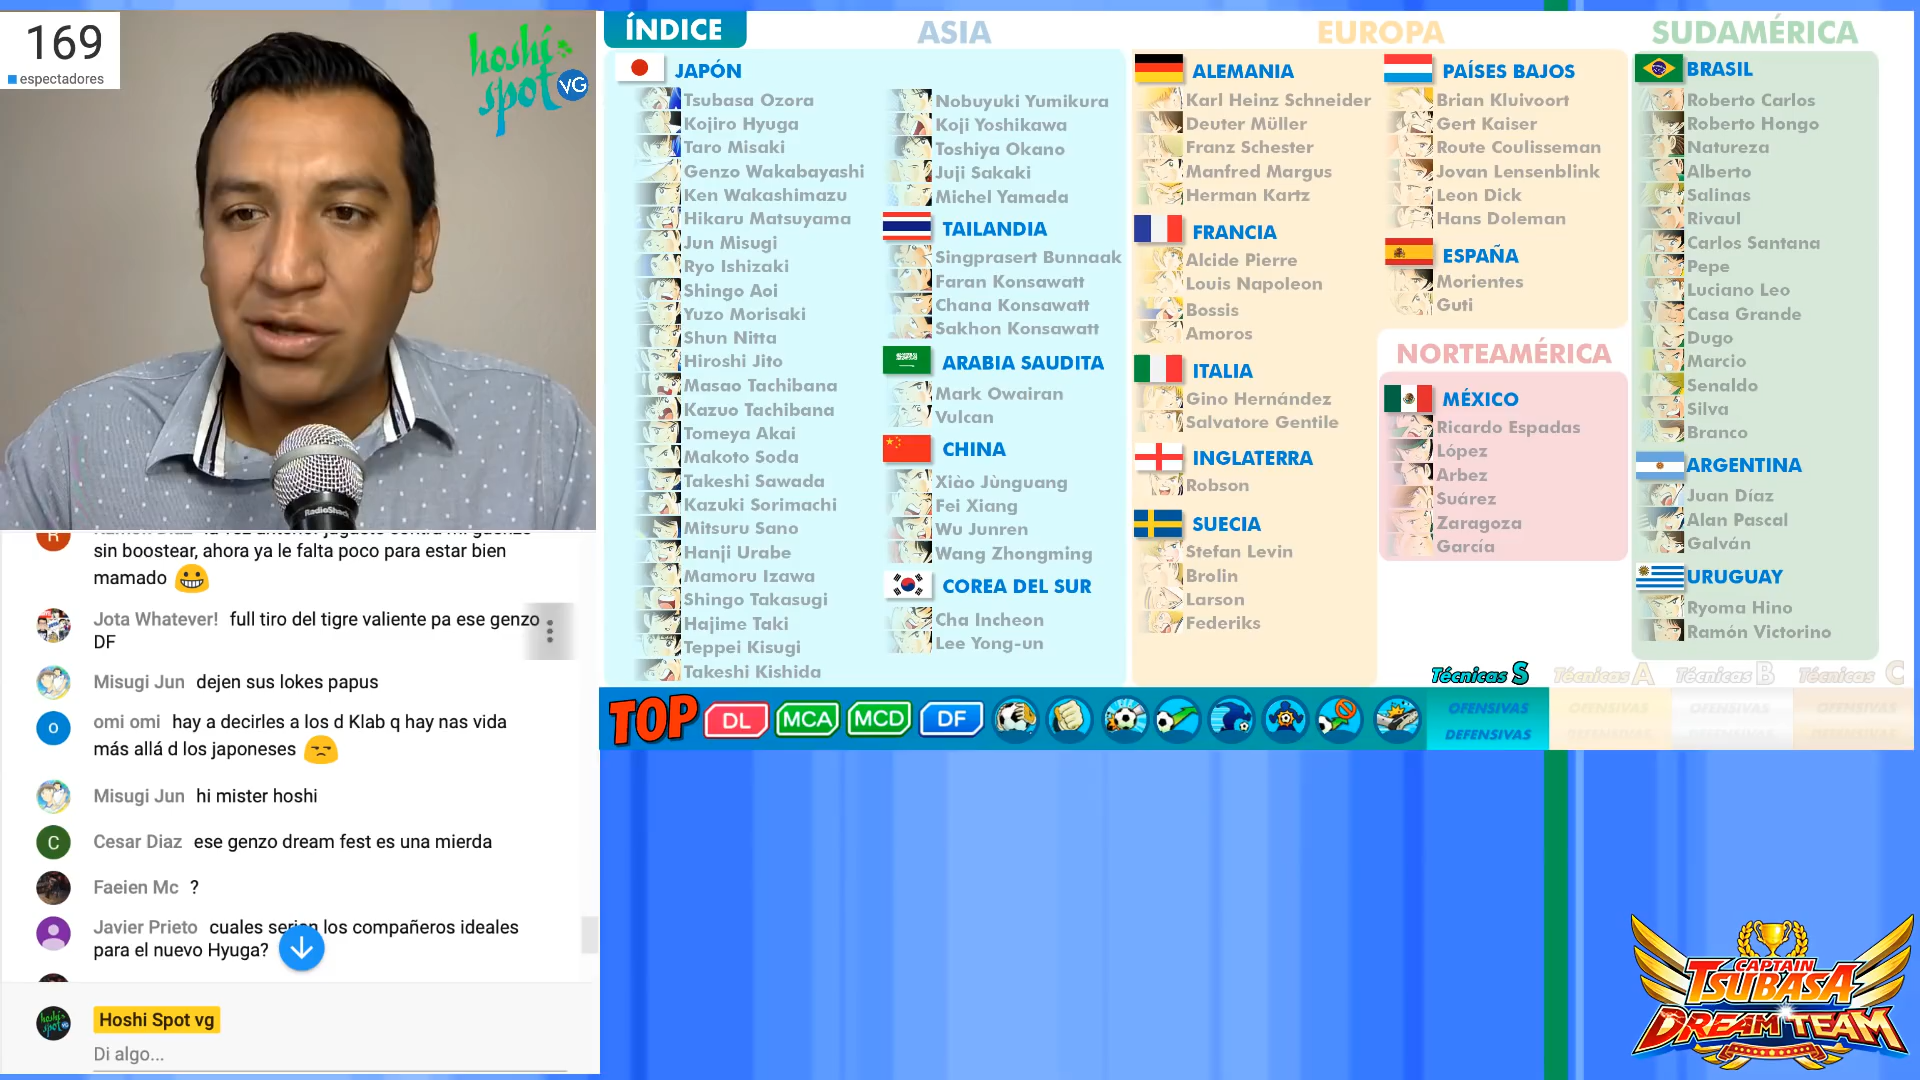 169
espectadores
hoshi
spot
VG
RadioShack
sin boostear, ahora ya le falta poco para estar bien
mamado
Jota Whatever! full tiro del tigre valiente pa ese genzo
DF
Misugi Jun dejen sus lokes papus
omi omi hay a decirles a los d Klab q hay nas vida
más allá d los japoneses
Misugi Jun hi mister hoshi
Cesar Diaz ese genzo dream fest es una mierda
Faeien Mc ?
Javier Prieto cuales serian los compañeros ideales
para el nuevo Hyuga?
Hoshi Spot vg
Di algo...
ÍNDICE
ASIA
JAPÓN
Tsubasa Ozora
Kojiro Hyuga
Taro Misaki
Genzo Wakabayashi
Ken Wakashimazu
Hikaru Matsuyama
Jun Misugi
Ryo Ishizaki
Shingo Aoi
Yuzo Morisaki
Shun Nitta
Hiroshi Jito
Masao Tachibana
Kazuo Tachibana
Tomeya Akai
Makoto Soda
Takeshi Sawada
Kazuki Sorimachi
Mitsuru Sano
Hanji Urabe
Mamoru Izawa
Shingo Takasugi
Hajime Taki
Teppei Kisugi
Takeshi Kishida
Nobuyuki Yumikura
Koji Yoshikawa
Toshiya Okano
Juji Sakaki
Michel Yamada
TAILANDIA
Singprasert Bunnaak
Faran Konsawatt
Chana Konsawatt
Sakhon Konsawatt
ARABIA SAUDITA
Mark Owairan
Vulcan
CHINA
Xiào Jùnguang
Fei Xiang
Wu Junren
Wang Zhongming
COREA DEL SUR
Cha Incheon
Lee Yong-un
EUROPA
ALEMANIA
Karl Heinz Schneider
Deuter Müller
Franz Schester
Manfred Margus
Herman Kartz
FRANCIA
Alcide Pierre
Louis Napoleon
Bossis
Amoros
ITALIA
Gino Hernández
Salvatore Gentile
INGLATERRA
Robson
SUECIA
Stefan Levin
Brolin
Larson
Federiks
PAÍSES BAJOS
Brian Kluivoort
Gert Kaiser
Route Coulisseman
Jovan Lensenblink
Leon Dick
Hans Doleman
ESPAÑA
Morientes
Guti
NORTEAMÉRICA
MÉXICO
Ricardo Espadas
López
Arbez
Suárez
Zaragoza
García
SUDAMÉRICA
BRASIL
Roberto Carlos
Roberto Hongo
Natureza
Alberto
Salinas
Rivaul
Carlos Santana
Pepe
Luciano Leo
Casa Grande
Dugo
Marcio
Senaldo
Silva
Branco
ARGENTINA
Juan Díaz
Alan Pascal
Galván
URUGUAY
Ryoma Hino
Ramón Victorino
Técnicas S
Técnicas A
Técnicas B
Técnicas C
TOP
DL
MCA
MCD
DF
OFENSIVAS
DEFENSIVAS
OFENSIVAS
DEFENSIVAS
OFENSIVAS
DEFENSIVAS
OFENSIVAS
DEFENSIVAS
CAPTAIN
TSUBASA
DREAM TEAM